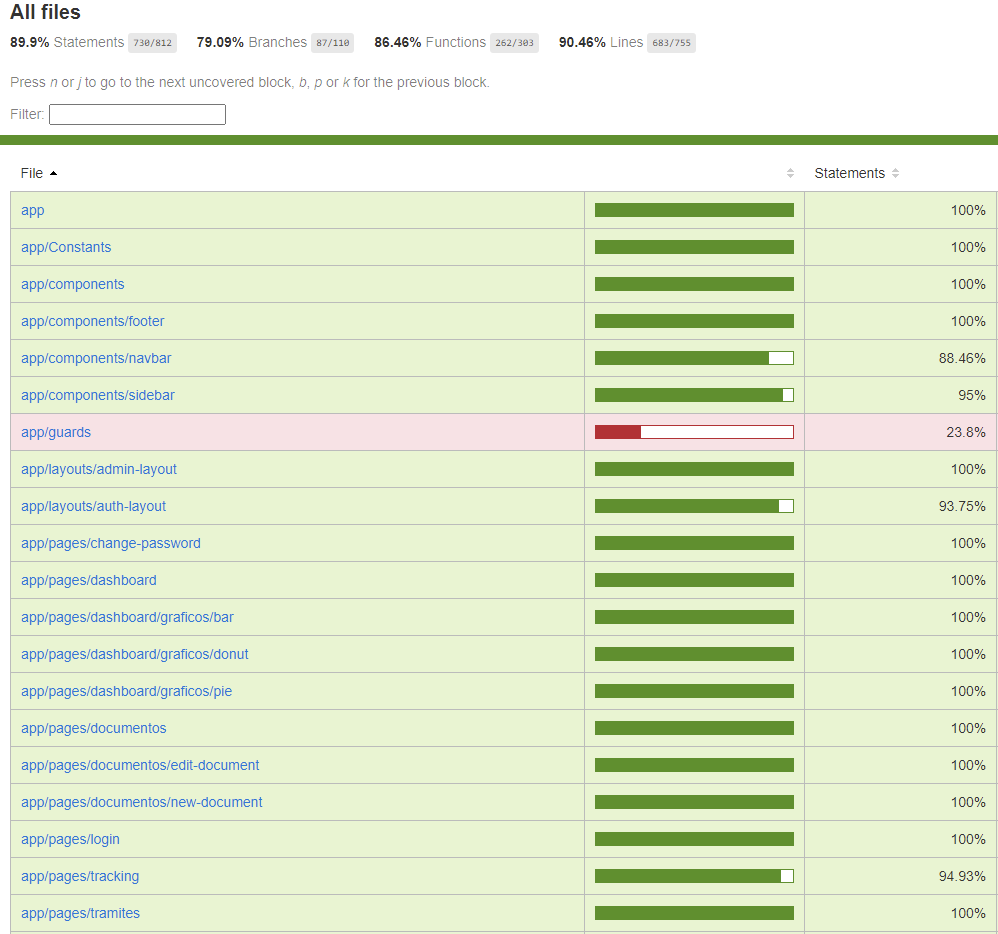 All files
89.9% Statements 730/812 79.09% Branches 87/110 86.46% Functions 262/303 90.46% Lines 683/755
Press n or j to go to the next uncovered block, b, p or k for the previous block.
Filter:
File Statements
app 100%
app/Constants 100%
app/components 100%
app/components/footer 100%
app/components/navbar 88.46%
app/components/sidebar 95%
app/guards 23.8%
app/layouts/admin-layout 100%
app/layouts/auth-layout 93.75%
app/pages/change-password 100%
app/pages/dashboard 100%
app/pages/dashboard/graficos/bar 100%
app/pages/dashboard/graficos/donut 100%
app/pages/dashboard/graficos/pie 100%
app/pages/documentos 100%
app/pages/documentos/edit-document 100%
app/pages/documentos/new-document 100%
app/pages/login 100%
app/pages/tracking 94.93%
app/pages/tramites 100%